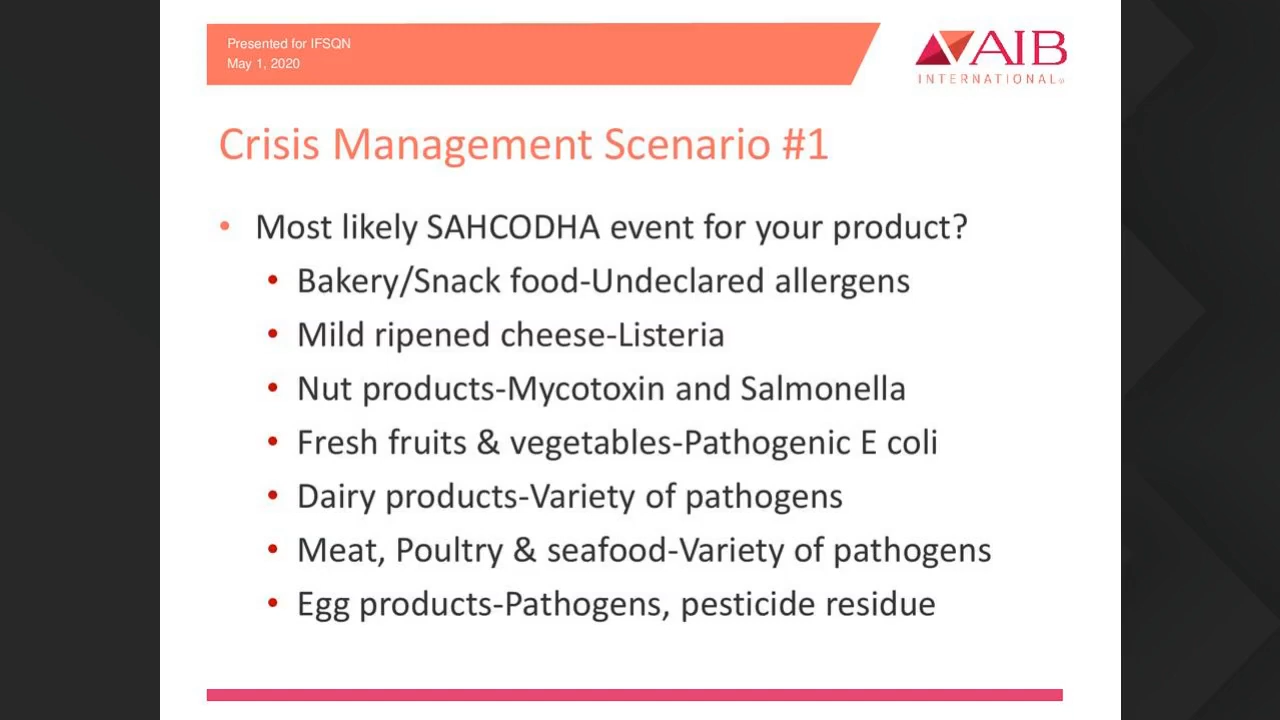 Presented for IFSQN
May 1, 2020
AIB
INTERNATIONAL®
Crisis Management Scenario #1
• Most likely SAHCODHA event for your product?
• Bakery/Snack food-Undeclared allergens
• Mild ripened cheese-Listeria
• Nut products-Mycotoxin and Salmonella
• Fresh fruits & vegetables-Pathogenic E coli
• Dairy products-Variety of pathogens
• Meat, Poultry & seafood-Variety of pathogens
• Egg products-Pathogens, pesticide residue